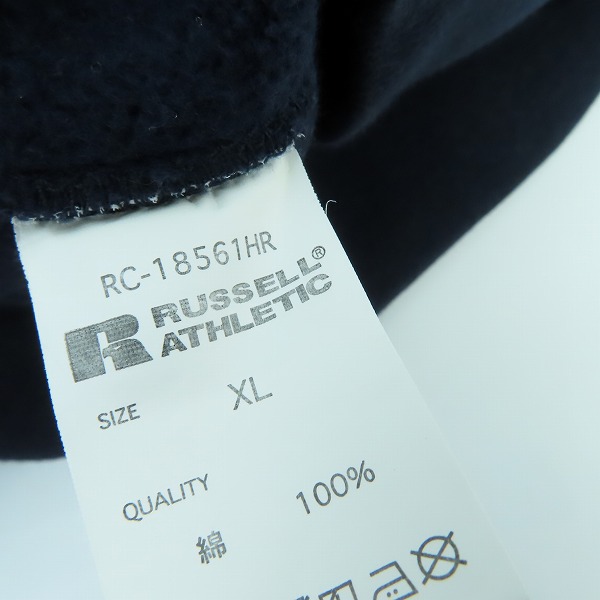 RC-18561HR
RUSSELL®
ATHLETIC
SIZE XL
QUALITY
綿 100%